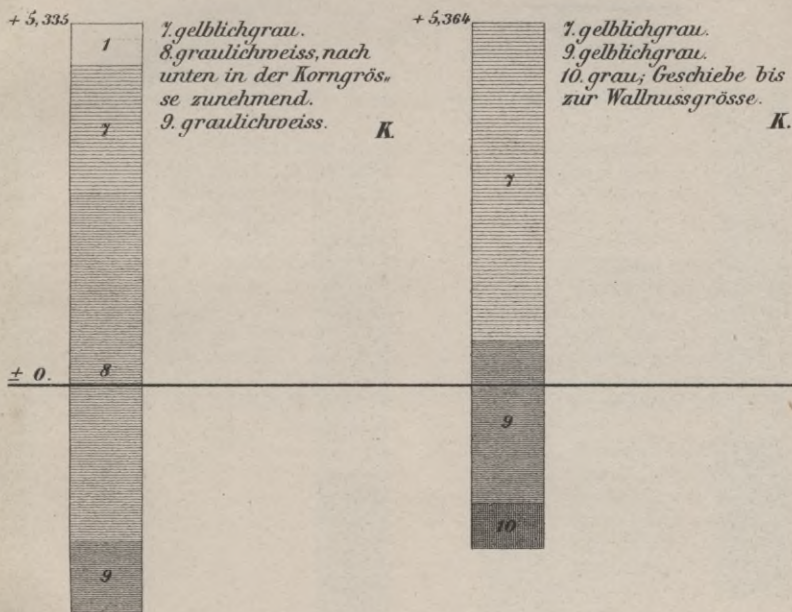 + 5,335
1
7
8
9
7. gelblichgrau.
8. graulichweiss, nach
unten in der Korngrös„
se zunehmend.
9. graulichweiss.
K.
± 0.
+ 5,364
7
9
10
7. gelblichgrau.
9. gelblichgrau.
10. grau; Geschiebe bis
zur Wallnussgrösse.
K.